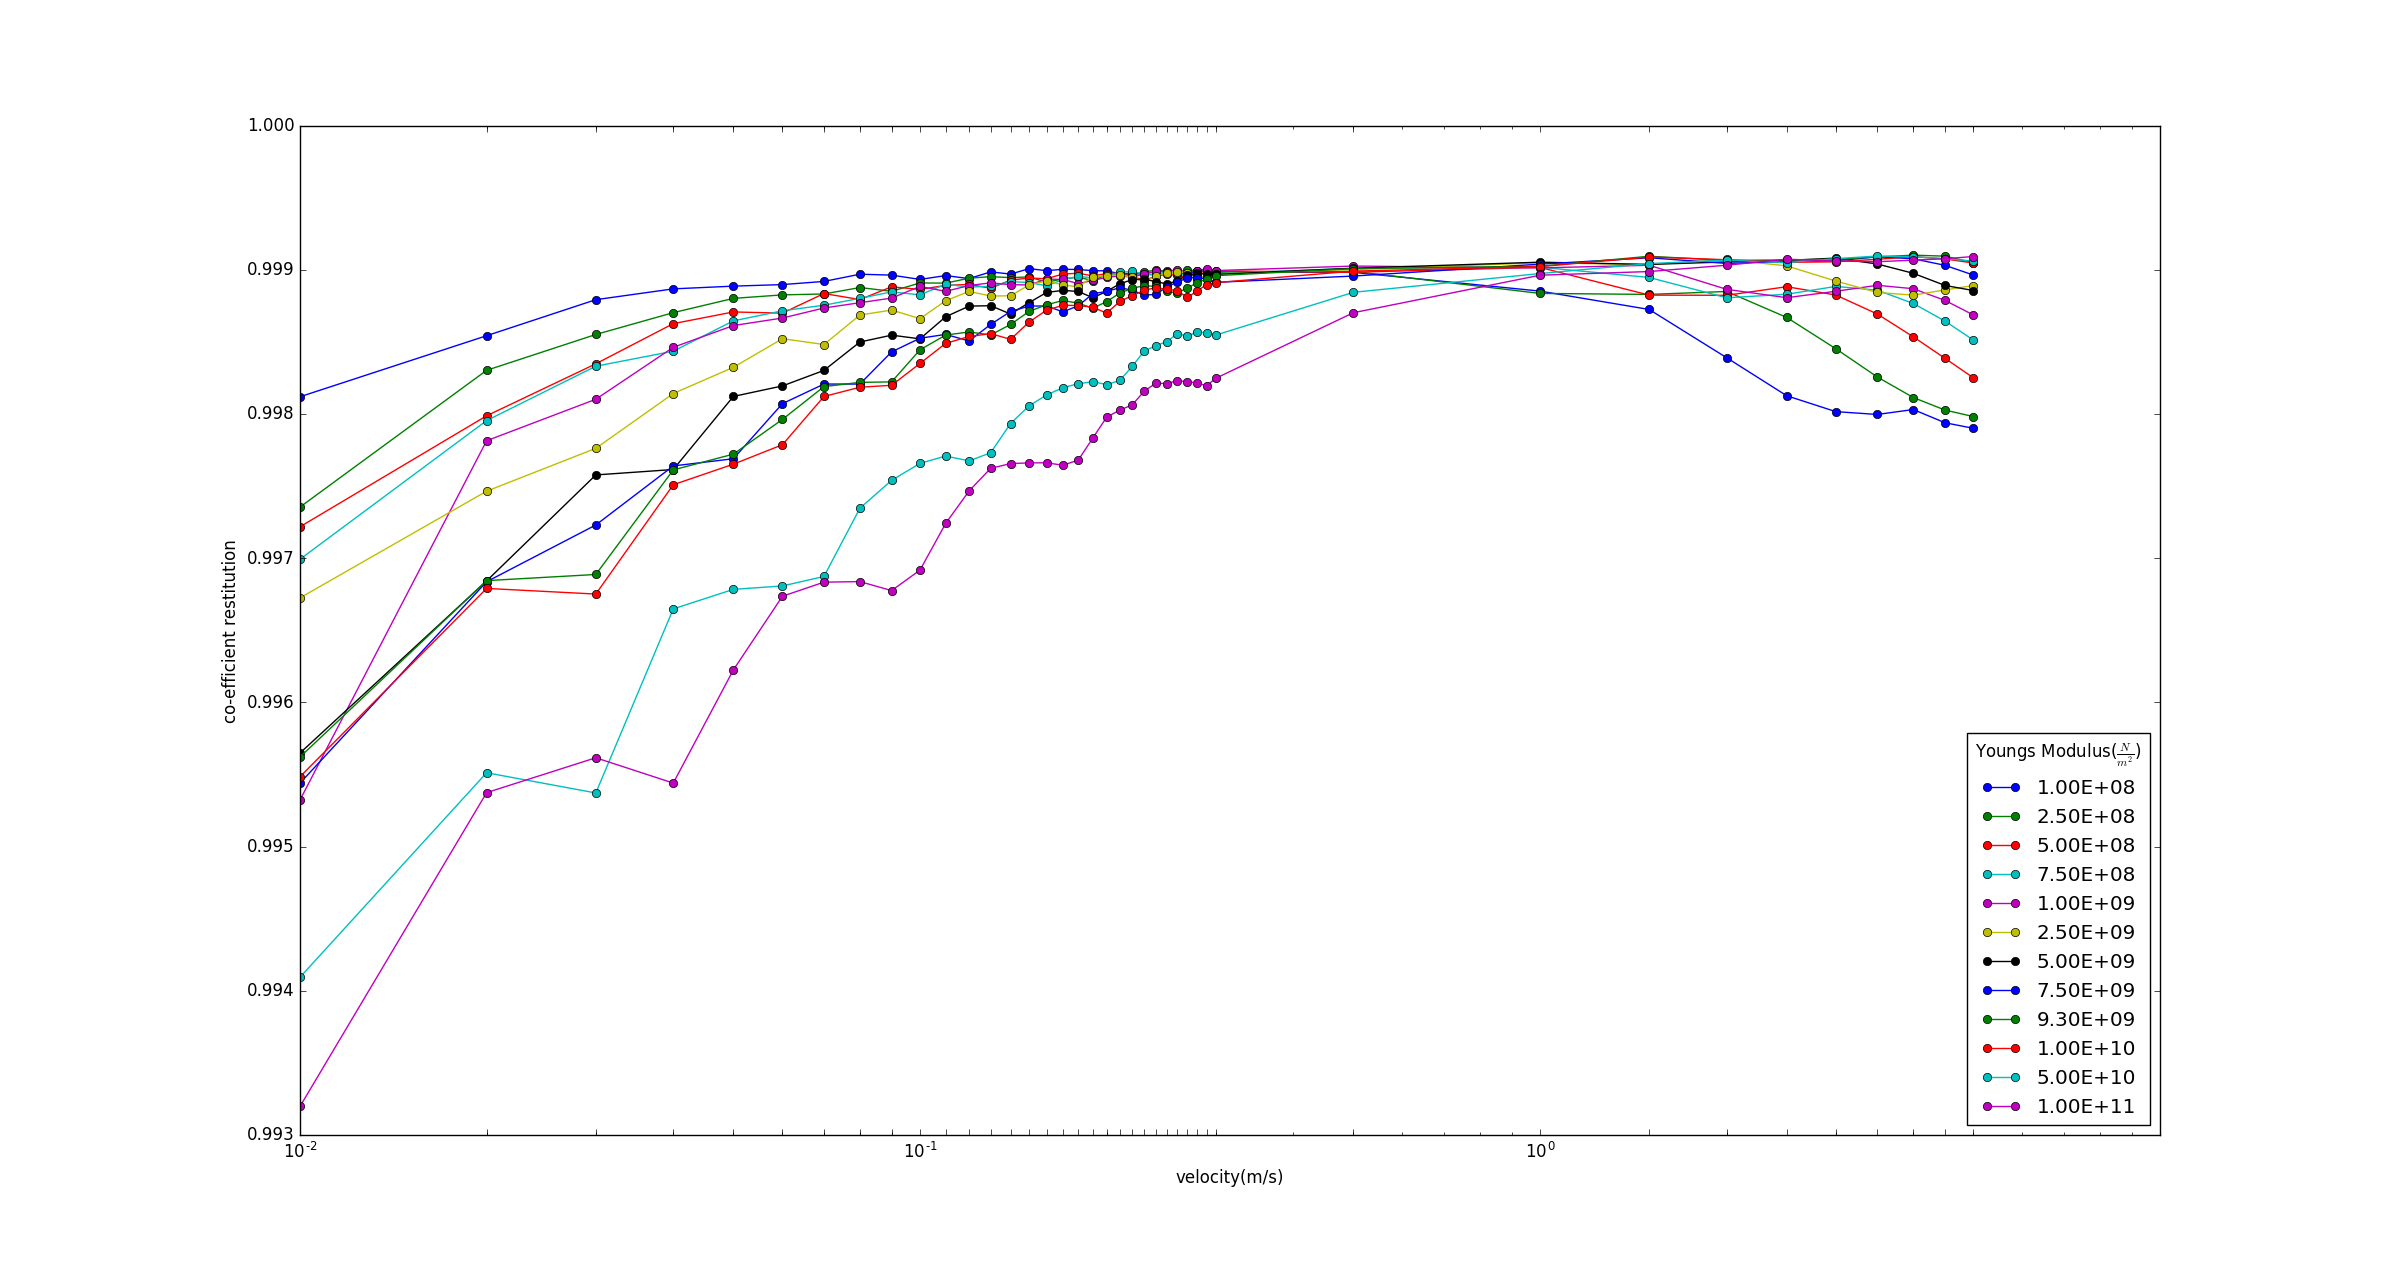 1.000
0.999
0.998
0.997
0.996
0.995
0.994
0.993
co-efficient restitution
10^-2
10^-1
10^0
velocity(m/s)
Youngs Modulus(N/m^2)
1.00E+08
2.50E+08
5.00E+08
7.50E+08
1.00E+09
2.50E+09
5.00E+09
7.50E+09
9.30E+09
1.00E+10
5.00E+10
1.00E+11